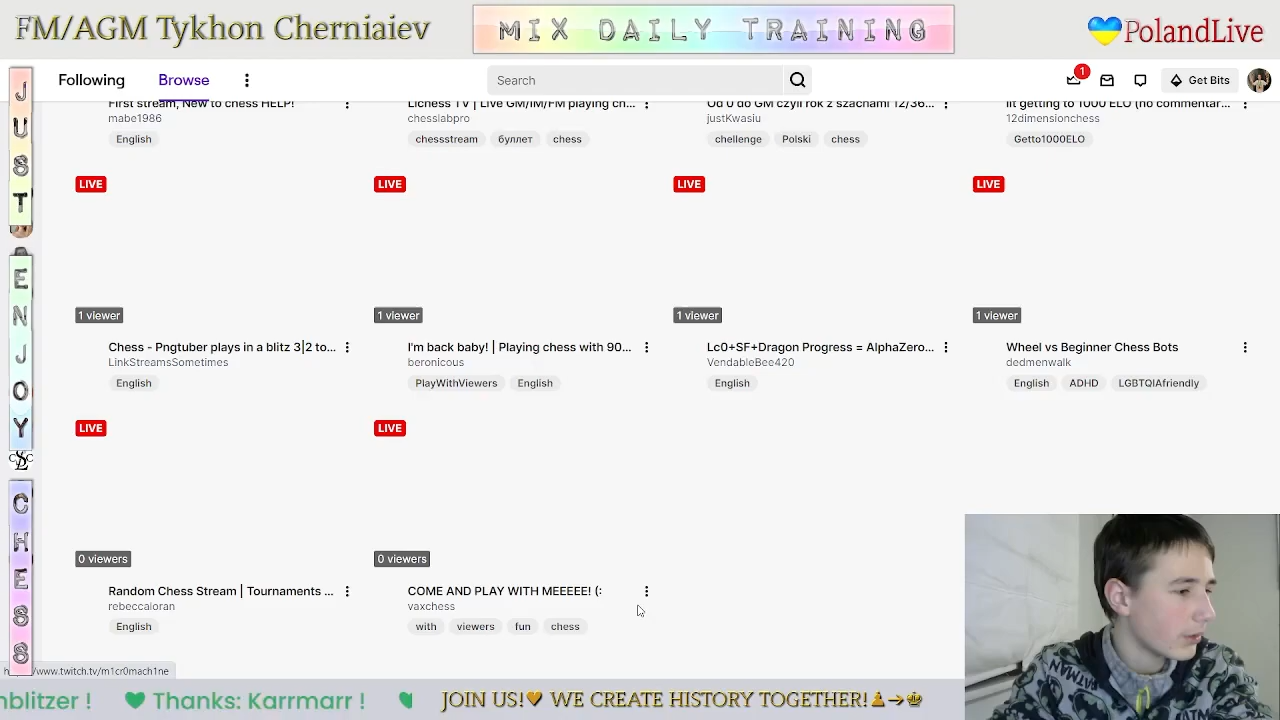 FM/AGM Tykhon Cherniaiev
MIX DAILY TRAINING
PolandLive
JUST
ENJOY
CHESS
Following
Browse
Search
1
Get Bits
First stream, New to chess HELP!
mabe1986
English
Lichess TV | Live GM/IM/FM playing ch...
chesslabpro
chessstream
буллет
chess
Od 0 do GM czyli rok z szachami 12/36...
justKwasiu
chellenge
Polski
chess
lit getting to 1000 ELO (no commentar...
12dimensionchess
Getto1000ELO
LIVE
1 viewer
Chess - Pngtuber plays in a blitz 3|2 to...
LinkStreamsSometimes
English
LIVE
1 viewer
I'm back baby! | Playing chess with 90...
beronicous
PlayWithViewers
English
LIVE
1 viewer
Lc0+SF+Dragon Progress = AlphaZero...
VendableBee420
English
LIVE
1 viewer
Wheel vs Beginner Chess Bots
dedmenwalk
English
ADHD
LGBTQIAfriendly
LIVE
0 viewers
Random Chess Stream | Tournaments ...
rebeccaloran
English
LIVE
0 viewers
COME AND PLAY WITH MEEEEE! (:
vaxchess
with
viewers
fun
chess
/www.twitch.tv/m1cr0mach1ne
BATMAN
nblitzer !
Thanks: Karrmarr !
JOIN US! WE CREATE HISTORY TOGETHER!